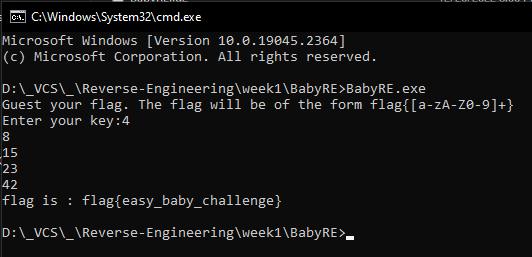 C:\Windows\System32\cmd.exe
Microsoft Windows [Version 10.0.19045.2364]
(c) Microsoft Corporation. All rights reserved.
D:\_VCS\_\Reverse-Engineering\week1\BabyRE>BabyRE.exe
Guest your flag. The flag will be of the form flag{[a-zA-Z0-9]+}
Enter your key:4
8
15
23
42
flag is : flag{easy_baby_challenge}
D:\_VCS\_\Reverse-Engineering\week1\BabyRE>